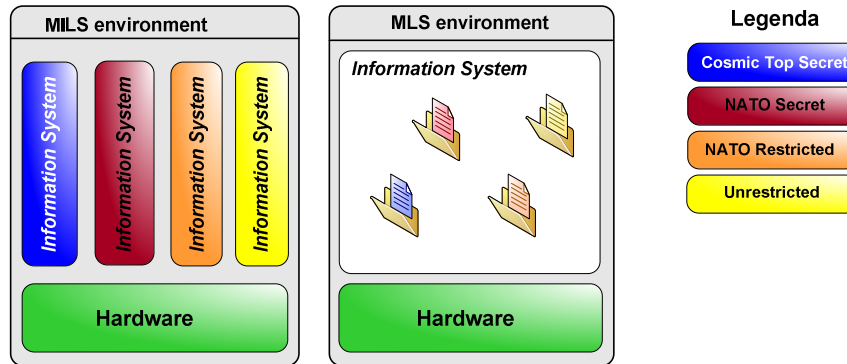 MILS environment
Information System
Information System
Information System
Information System
Hardware
MLS environment
Information System
Hardware
Legenda
Cosmic Top Secret
NATO Secret
NATO Restricted
Unrestricted